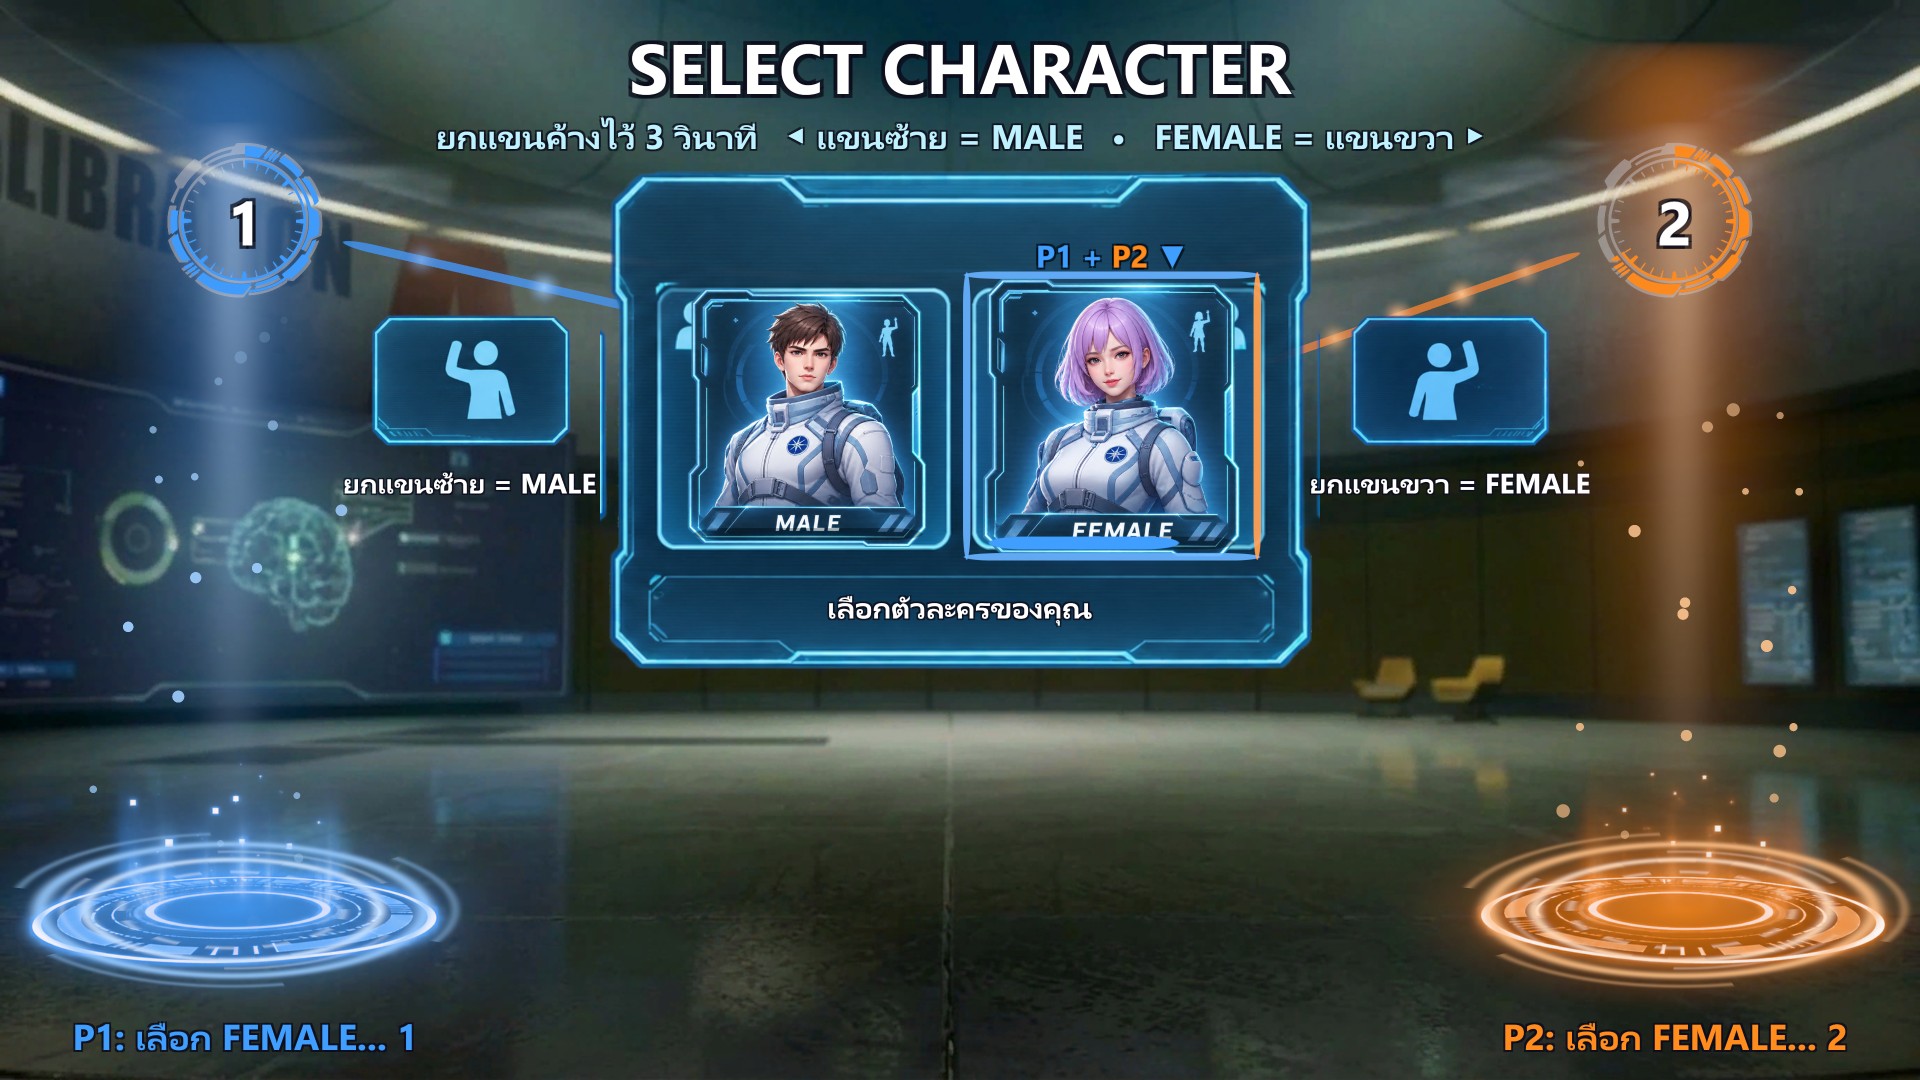 SELECT CHARACTER
ยกแขนค้างไว้ 3 วินาที ◄ แขนซ้าย = MALE • FEMALE = แขนขวา ►
1
2
P1 + P2 ▼
MALE
FEMALE
ยกแขนซ้าย = MALE
ยกแขนขวา = FEMALE
เลือกตัวละครของคุณ
P1: เลือก FEMALE... 1
P2: เลือก FEMALE... 2